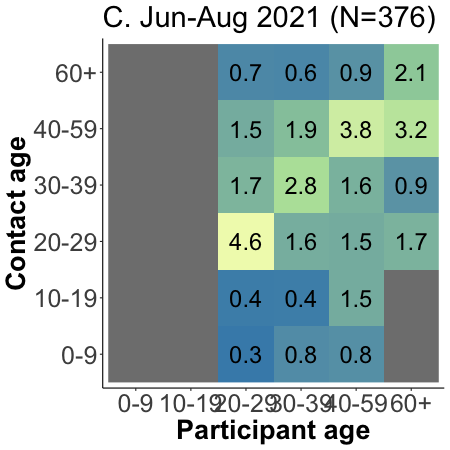 C. Jun-Aug 2021 (N=376)
Contact age
60+ 0.7 0.6 0.9 2.1
40-59 1.5 1.9 3.8 3.2
30-39 1.7 2.8 1.6 0.9
20-29 4.6 1.6 1.5 1.7
10-19 0.4 0.4 1.5
0-9 0.3 0.8 0.8
0-9 10-19 20-29 30-39 40-59 60+
Participant age